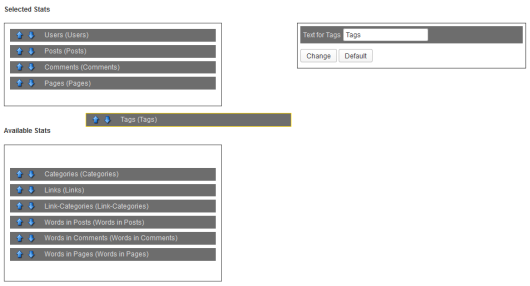 Selected Stats
Users (Users)
Posts (Posts)
Comments (Comments)
Pages (Pages)
Text for Tags Tags
Change Default
Tags (Tags)
Available Stats
Categories (Categories)
Links (Links)
Link-Categories (Link-Categories)
Words in Posts (Words in Posts)
Words in Comments (Words in Comments)
Words in Pages (Words in Pages)